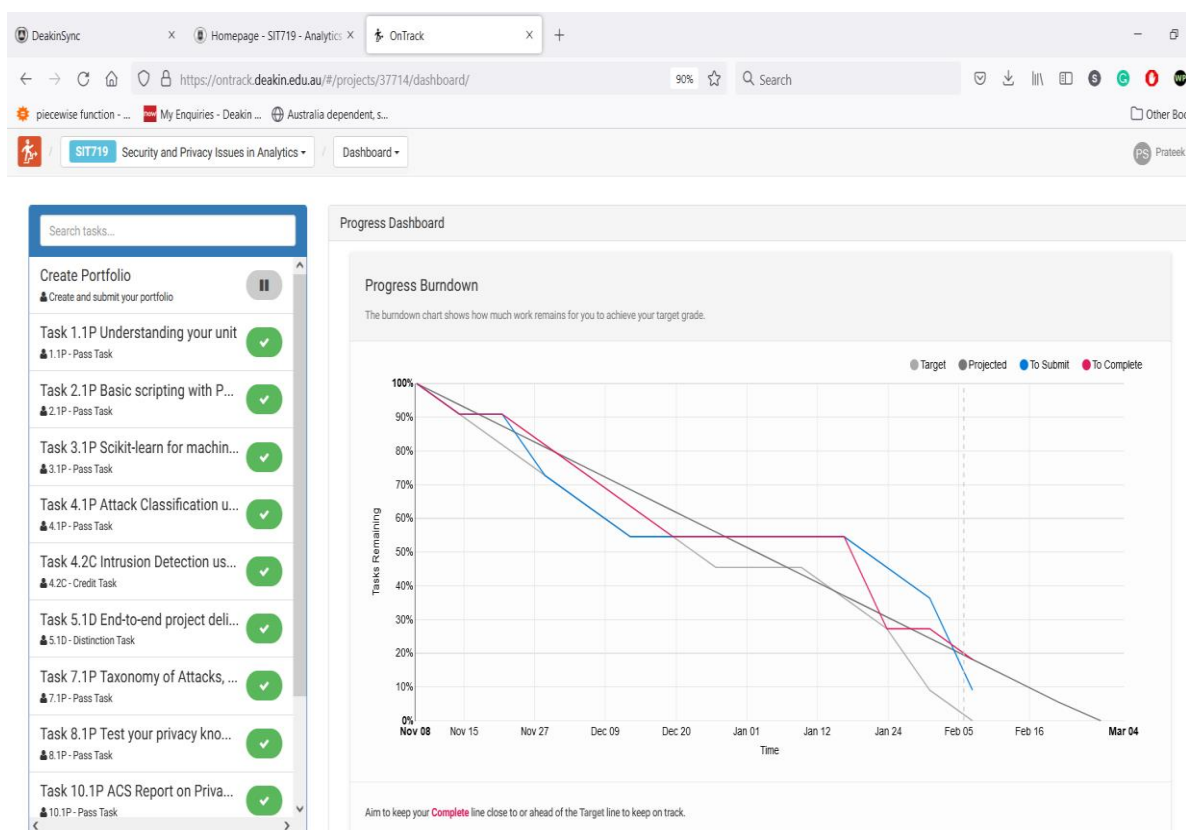 DeakinSync X Homepage - SIT719 - Analytics X OnTrack X +
https://ontrack.deakin.edu.au/#/projects/37714/dashboard/ 90% Search
piecewise function - ... My Enquiries - Deakin ... Australia dependent, s... Other Boo
SIT719 Security and Privacy Issues in Analytics Dashboard PS Prateek
Search tasks...
Create Portfolio
Create and submit your portfolio
Task 1.1P Understanding your unit
1.1P - Pass Task
Task 2.1P Basic scripting with P...
2.1P - Pass Task
Task 3.1P Scikit-learn for machin...
3.1P - Pass Task
Task 4.1P Attack Classification u...
4.1P - Pass Task
Task 4.2C Intrusion Detection us...
4.2C - Credit Task
Task 5.1D End-to-end project deli...
5.1D - Distinction Task
Task 7.1P Taxonomy of Attacks, ...
7.1P - Pass Task
Task 8.1P Test your privacy kno...
8.1P - Pass Task
Task 10.1P ACS Report on Priva...
10.1P - Pass Task
Progress Dashboard
Progress Burndown
The burndown chart shows how much work remains for you to achieve your target grade.
Target Projected To Submit To Complete
100%
90%
80%
70%
60%
50%
40%
30%
20%
10%
0%
Tasks Remaining
Nov 08 Nov 15 Nov 27 Dec 09 Dec 20 Jan 01 Jan 12 Jan 24 Feb 05 Feb 16 Mar 04
Time
Aim to keep your Complete line close to or ahead of the Target line to keep on track.